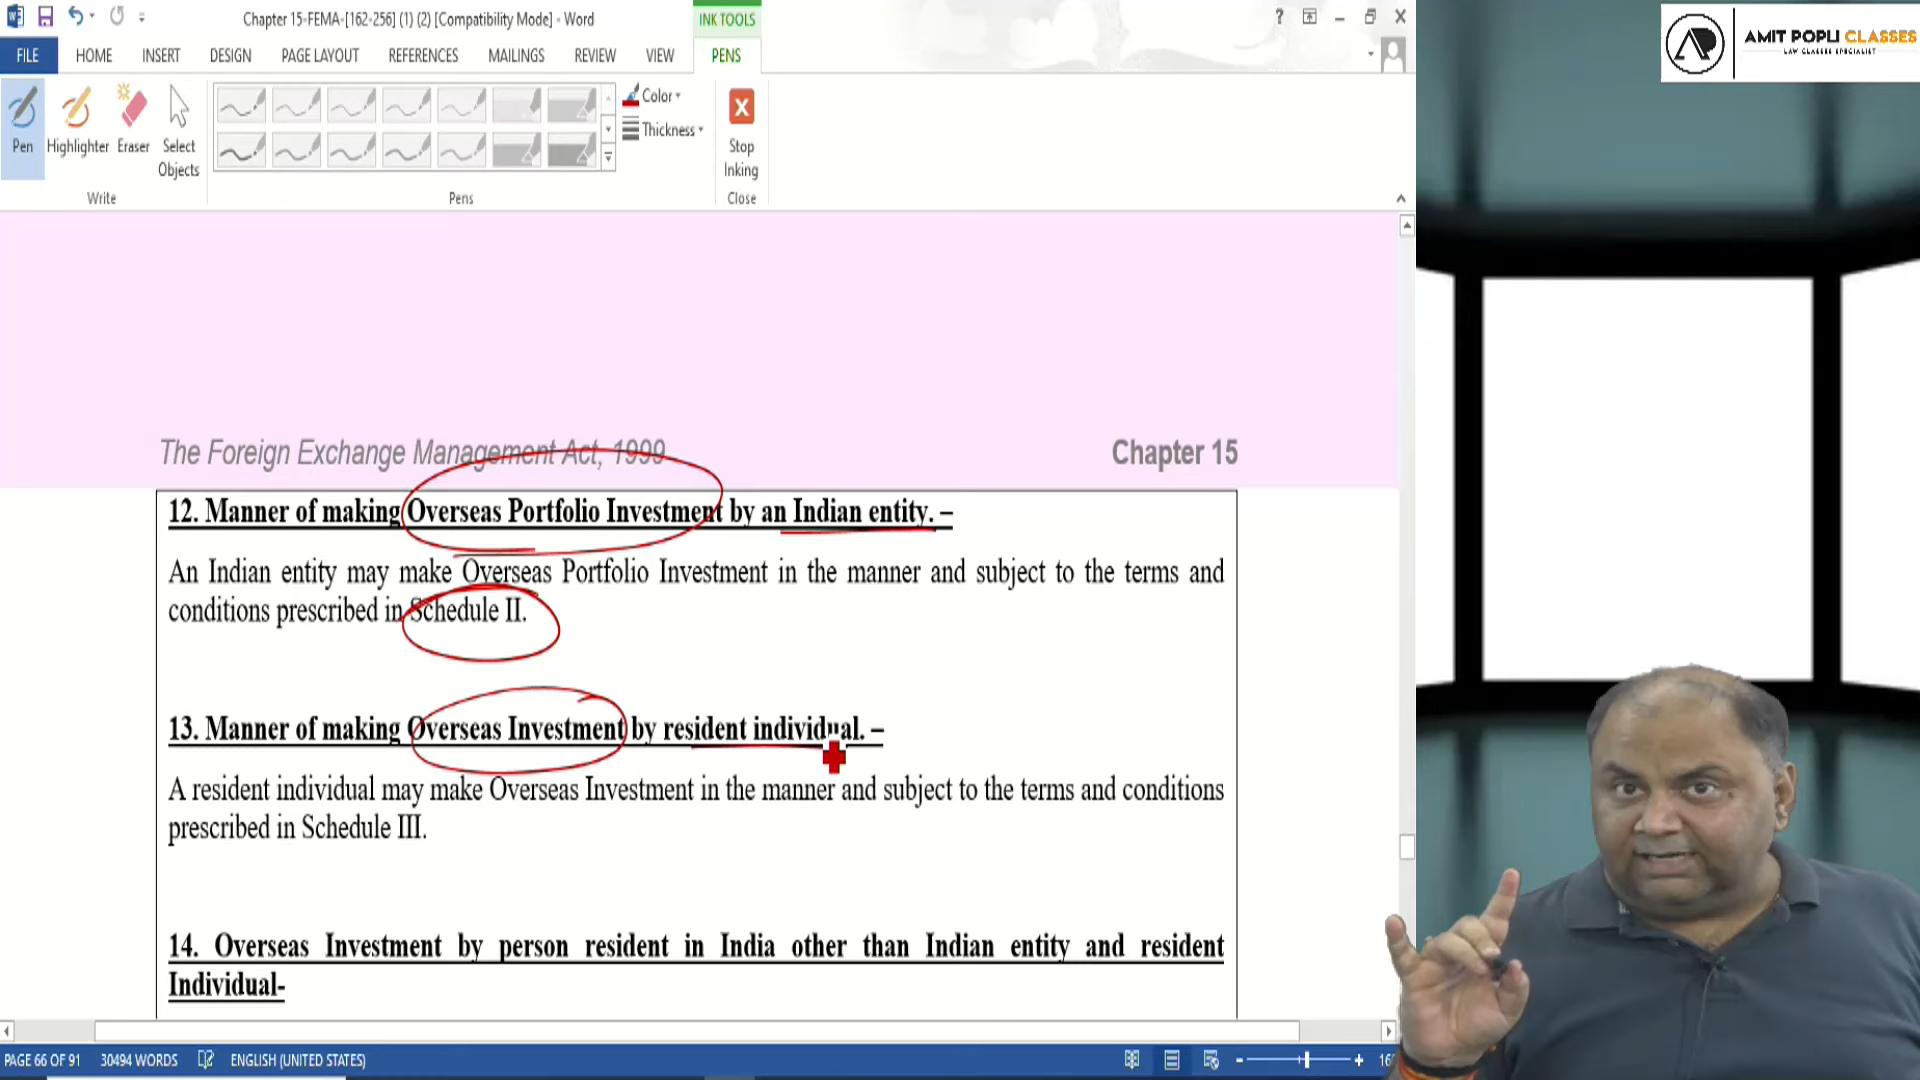 Chapter 15-FEMA-[162-256] (1) (2) [Compatibility Mode] - Word
INK TOOLS
?
AMIT POPLI CLASSES
LAW CLASSES SPECIALIST
FILE HOME INSERT DESIGN PAGE LAYOUT REFERENCES MAILINGS REVIEW VIEW PENS
Color
Thickness
Pen Highlighter Eraser Select Objects
Stop Inking
Write Pens Close
The Foreign Exchange Management Act, 1999 Chapter 15
12. Manner of making Overseas Portfolio Investment by an Indian entity. –
An Indian entity may make Overseas Portfolio Investment in the manner and subject to the terms and
conditions prescribed in Schedule II.
13. Manner of making Overseas Investment by resident individual. –
A resident individual may make Overseas Investment in the manner and subject to the terms and conditions
prescribed in Schedule III.
14. Overseas Investment by person resident in India other than Indian entity and resident
Individual-
PAGE 66 OF 91 30494 WORDS ENGLISH (UNITED STATES)